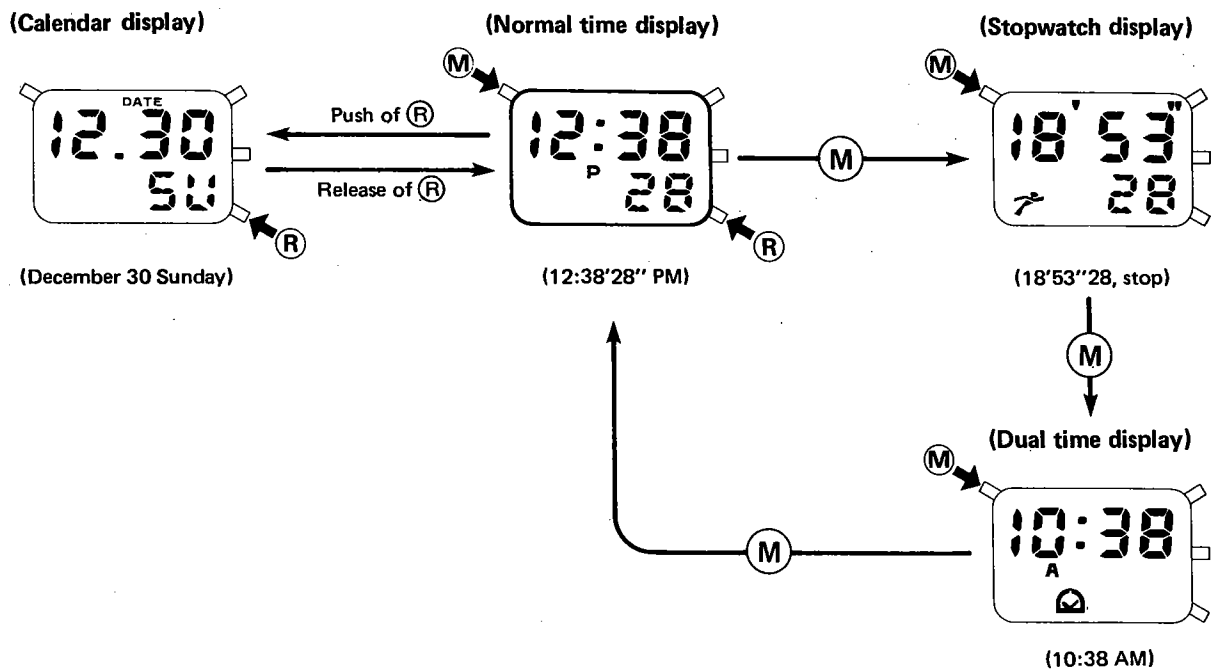 (Calendar display)
DATE
12.30
SU
R
(December 30 Sunday)
Push of R
Release of R
(Normal time display)
M
12:38
P
28
R
(12:38'28'' PM)
M
(Stopwatch display)
M
18' 53''
28
(18'53''28, stop)
M
(Dual time display)
M
10:38
A
(10:38 AM)
M